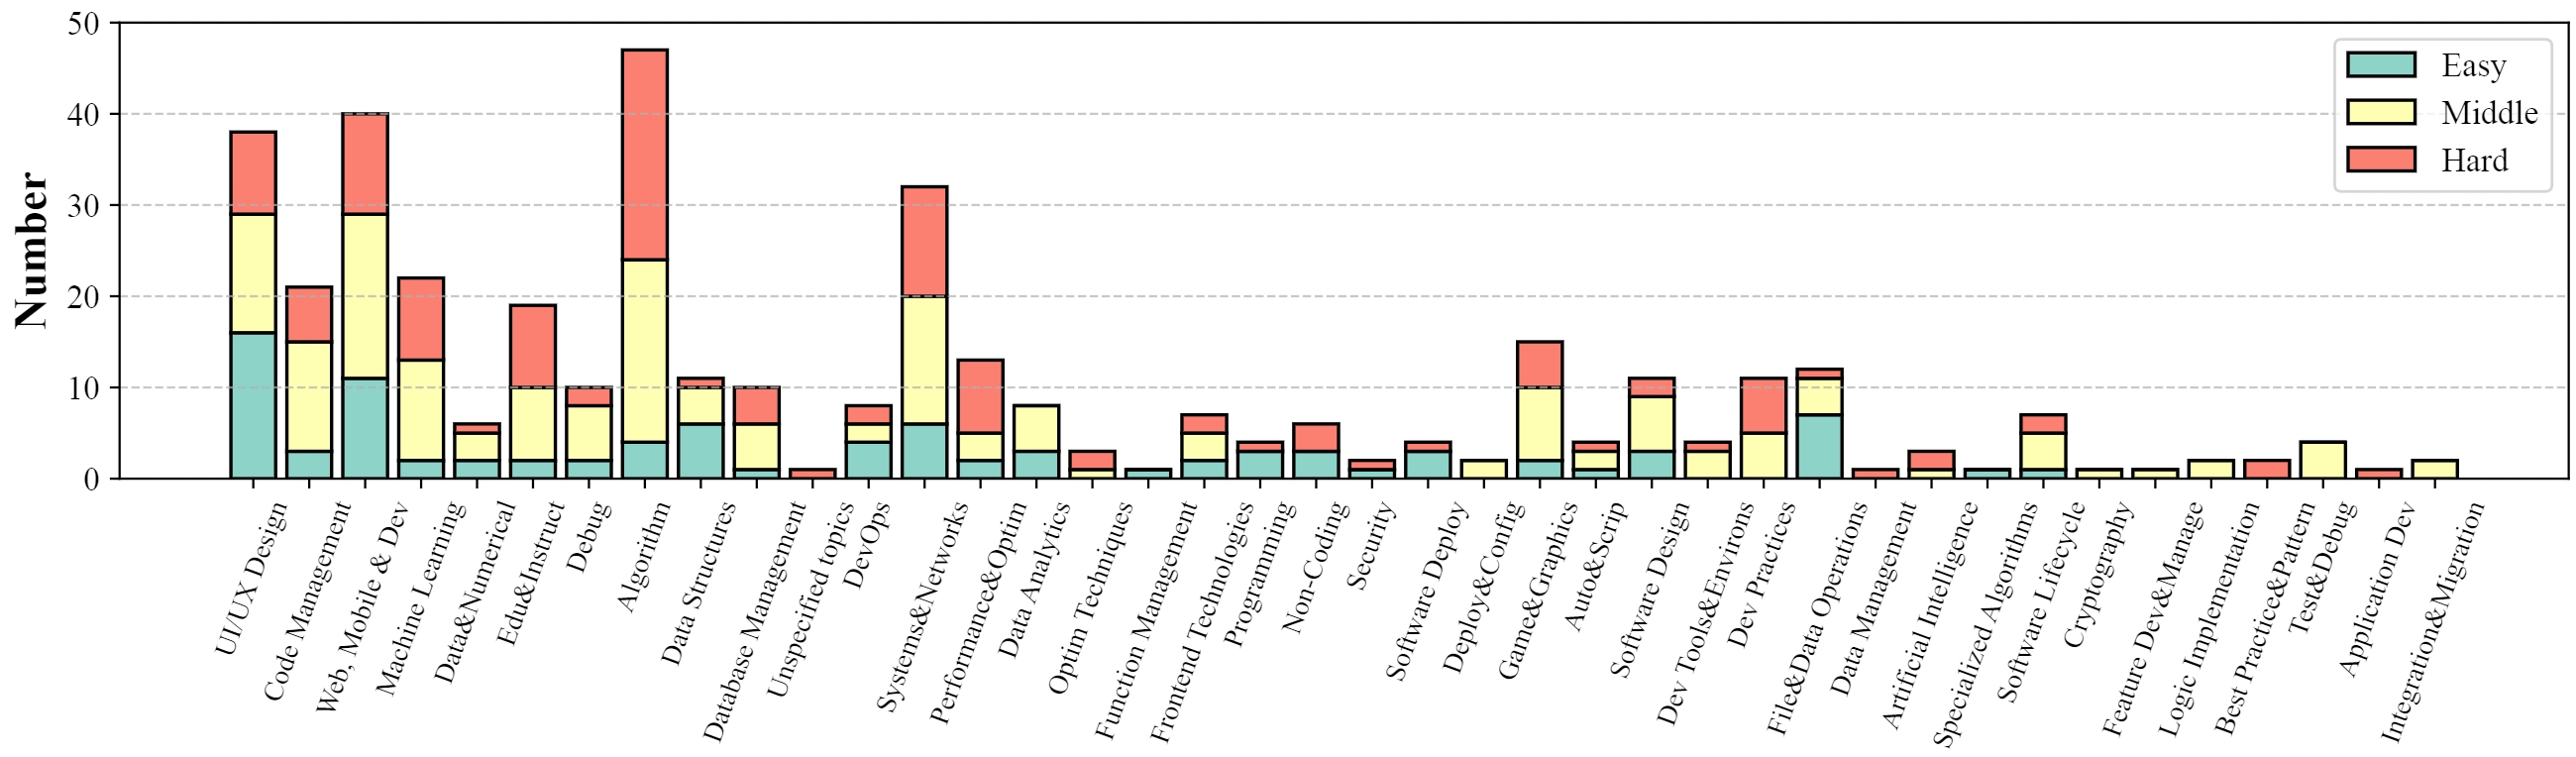 Number
50
40
30
20
10
0
Easy
Middle
Hard
UI/UX Design
Code Management
Web, Mobile & Dev
Machine Learning
Data&Numerical
Edu&Instruct
Debug
Algorithm
Data Structures
Database Management
Unspecified topics
DevOps
Systems&Networks
Performance&Optim
Data Analytics
Optim Techniques
Function Management
Frontend Technologies
Programming
Non-Coding
Security
Software Deploy
Deploy&Config
Game&Graphics
Auto&Scrip
Software Design
Dev Tools&Environs
Dev Practices
File&Data Operations
Data Management
Artificial Intelligence
Specialized Algorithms
Software Lifecycle
Cryptography
Feature Dev&Manage
Logic Implementation
Best Practice&Pattern
Test&Debug
Application Dev
Integration&Migration